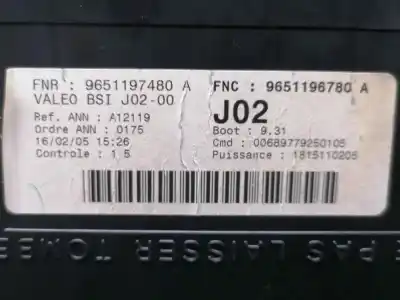 FNR : 9651197480 A
FNC : 9651196780 A
VALEO BSI J02-00
J02
Ref. ANN : A12119
Boot : 9.31
Ordre ANN : 0175
Cmd : 00689779250105
16/02/05 15:26
Puissance : 1815110205
Controle : 1.5
PAS LAISSER TOMBE